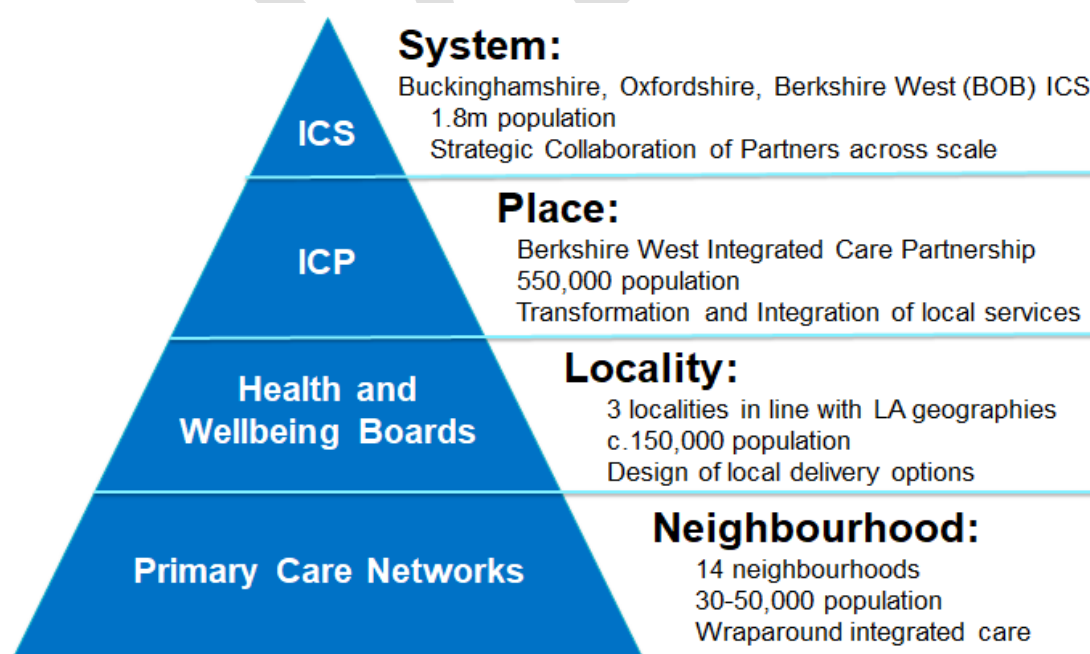 System:
Buckinghamshire, Oxfordshire, Berkshire West (BOB) ICS
1.8m population
Strategic Collaboration of Partners across scale
ICS
Place:
Berkshire West Integrated Care Partnership
550,000 population
Transformation and Integration of local services
ICP
Locality:
3 localities in line with LA geographies
c.150,000 population
Design of local delivery options
Health and
Wellbeing Boards
Neighbourhood:
14 neighbourhoods
30-50,000 population
Wraparound integrated care
Primary Care Networks